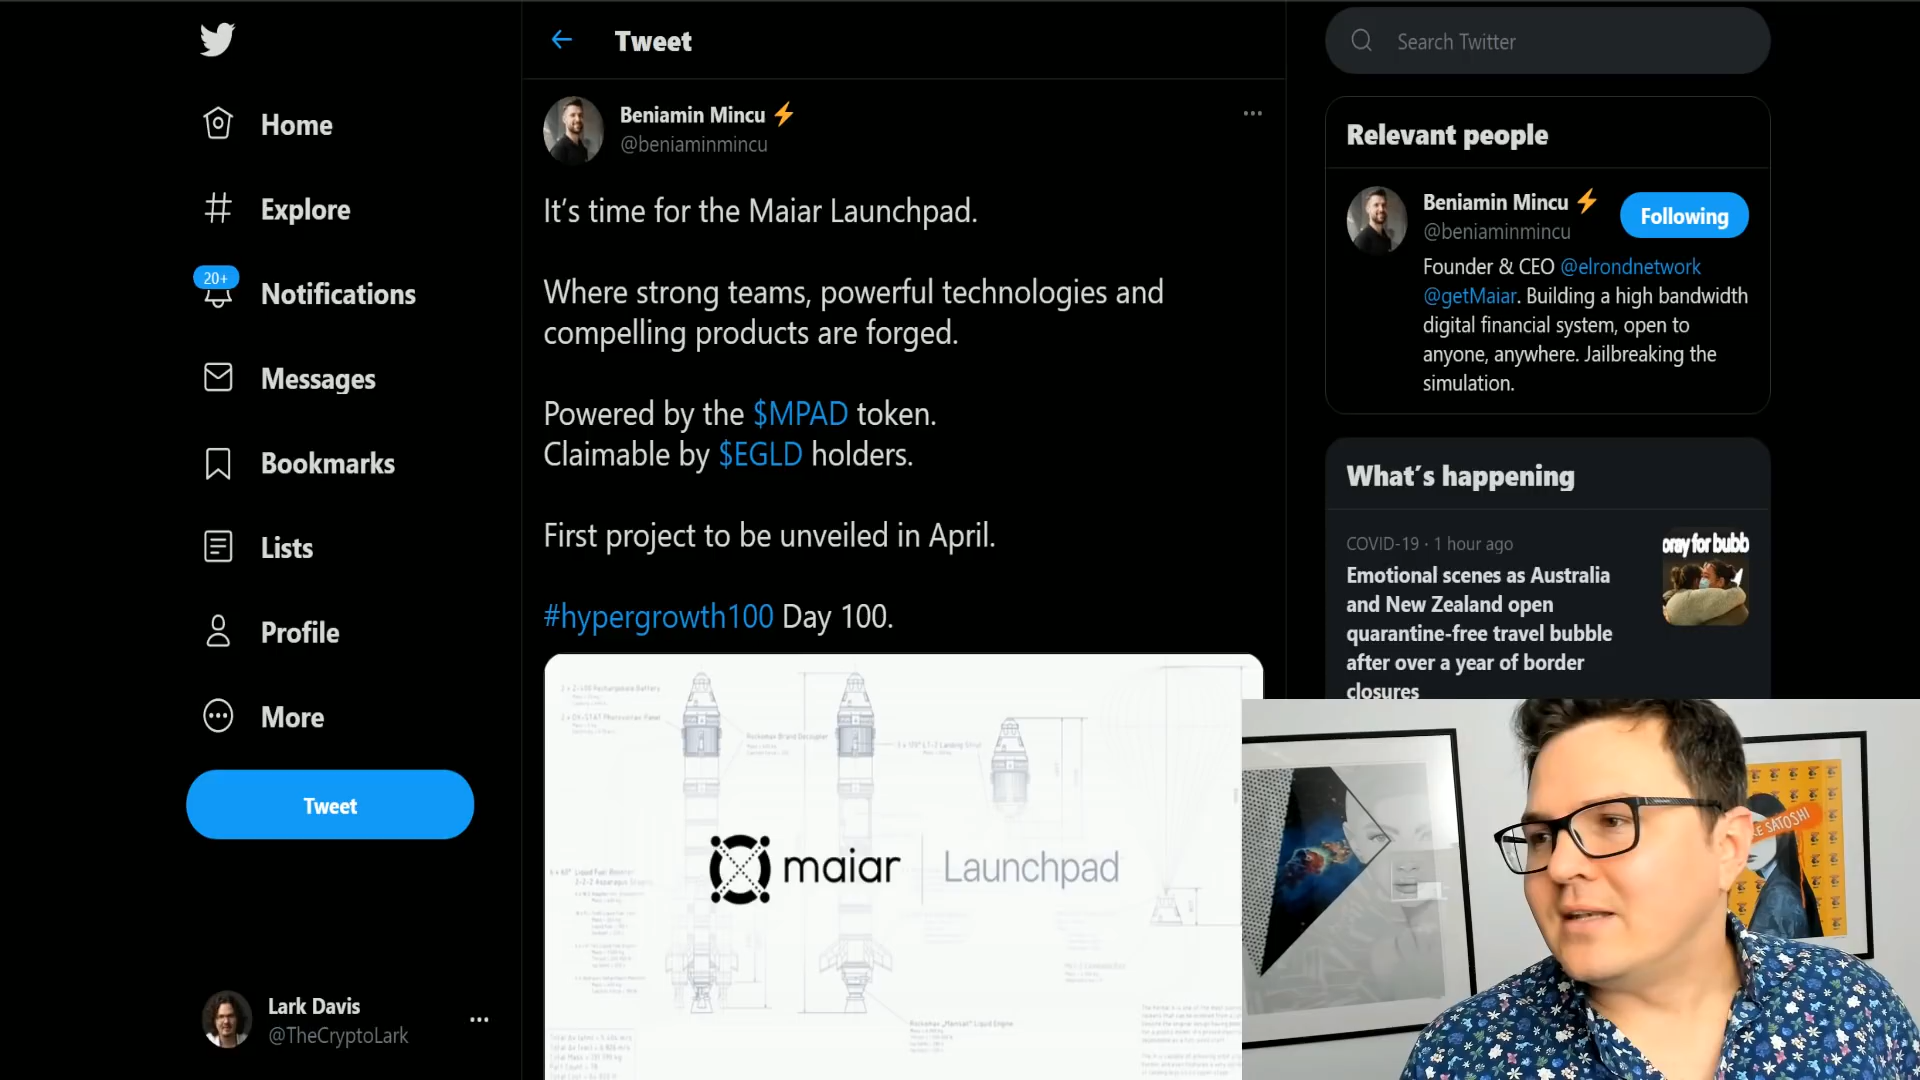 Home
Explore
20+
Notifications
Messages
Bookmarks
Lists
Profile
More
Tweet
Lark Davis
@TheCryptoLark
Tweet
Beniamin Mincu
@beniaminmincu
It's time for the Maiar Launchpad.
Where strong teams, powerful technologies and
compelling products are forged.
Powered by the $MPAD token.
Claimable by $EGLD holders.
First project to be unveiled in April.
#hypergrowth100 Day 100.
maiar
Launchpad
Search Twitter
Relevant people
Beniamin Mincu
@beniaminmincu
Following
Founder & CEO @elrondnetwork
@getMaiar. Building a high bandwidth
digital financial system, open to
anyone, anywhere. Jailbreaking the
simulation.
What's happening
COVID-19 · 1 hour ago
Emotional scenes as Australia
and New Zealand open
quarantine-free travel bubble
after over a year of border
closures
SATOSHI